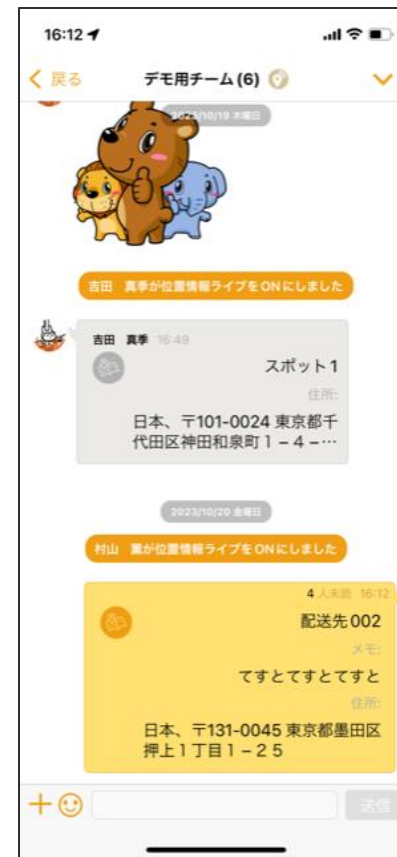 16:12
戻る
デモ用チーム (6)
2023/10/19 木曜日
吉田　真季が位置情報ライブをONにしました
吉田　真季 16:49
スポット1
住所:
日本、〒101-0024 東京都千
代田区神田和泉町１−４−…
2023/10/20 金曜日
村山　薫が位置情報ライブをONにしました
4 人未読 16:12
配送先002
メモ:
てすとてすとてすと
住所:
日本、〒131-0045 東京都墨田区
押上１丁目１−２５
送信